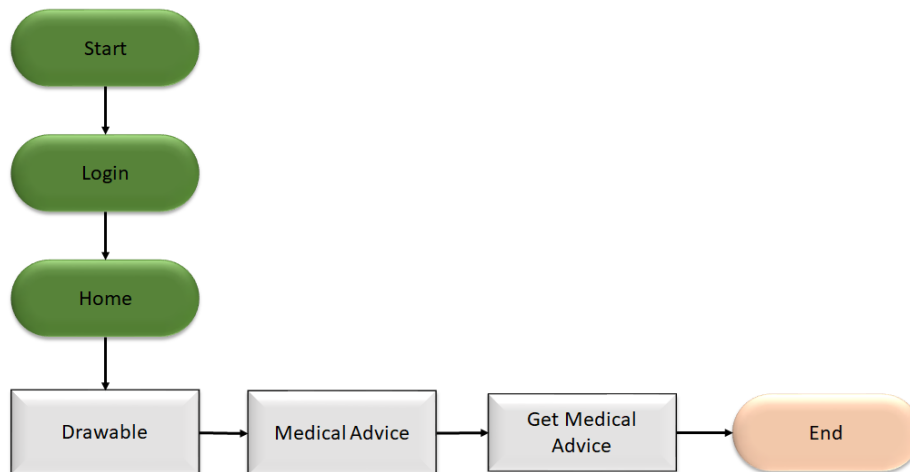 Start
Login
Home
Drawable
Medical Advice
Get Medical
Advice
End